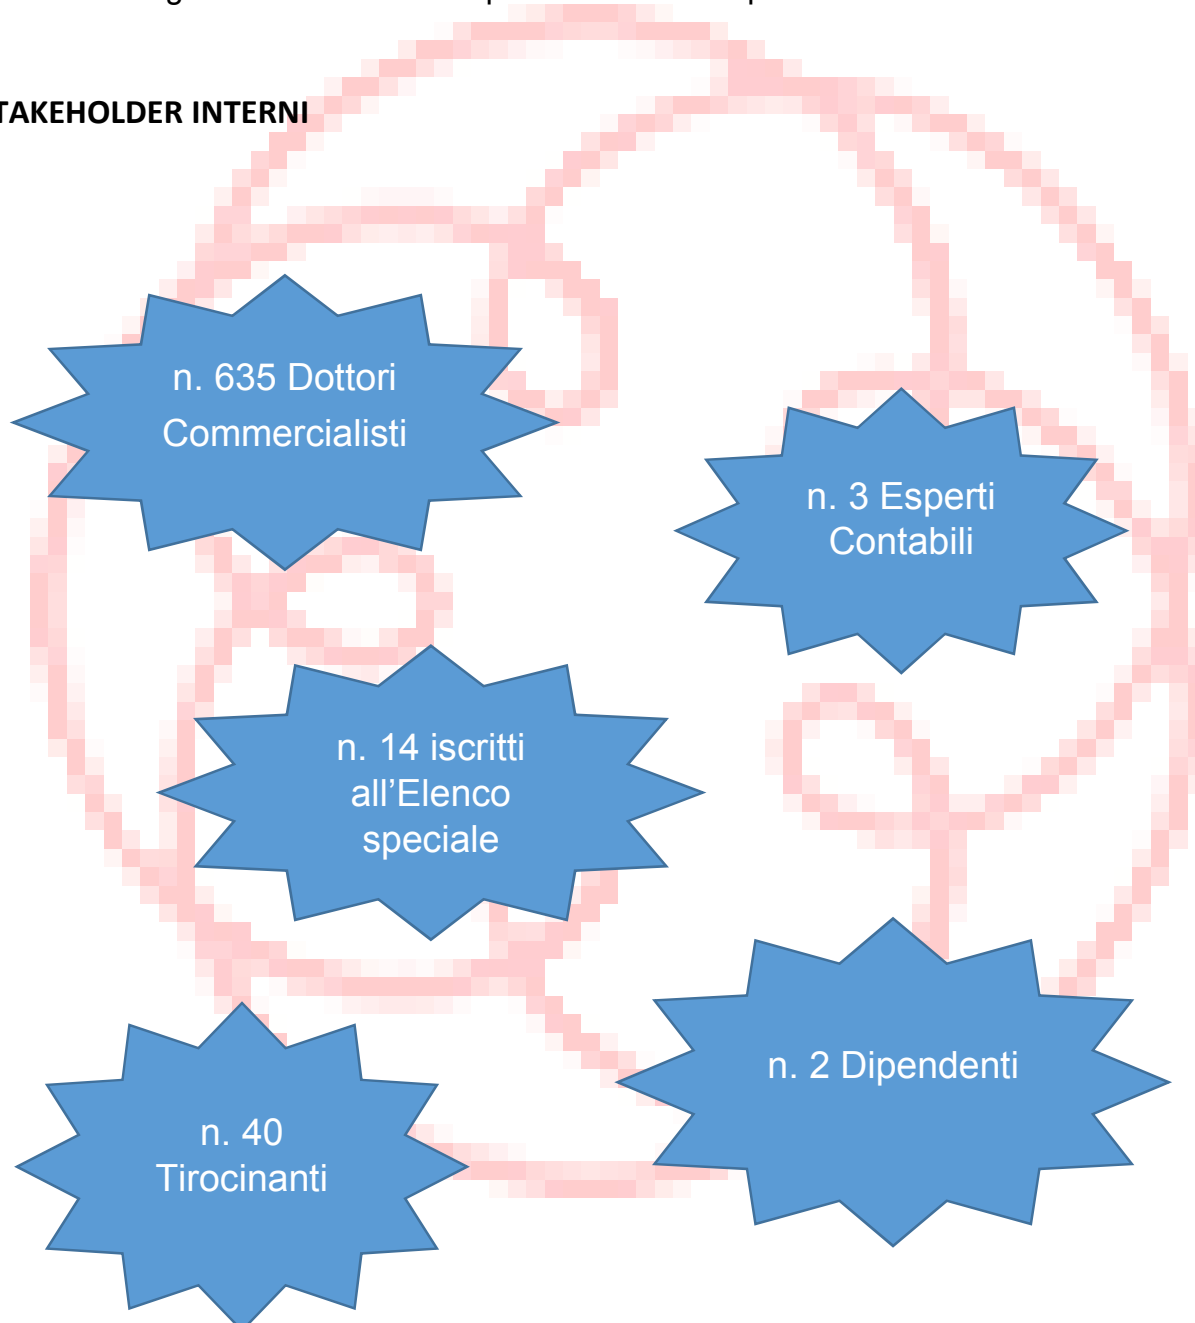 TAKEHOLDER INTERNI
n. 635 Dottori
Commercialisti
n. 3 Esperti
Contabili
n. 14 iscritti
all’Elenco
speciale
n. 2 Dipendenti
n. 40
Tirocinanti